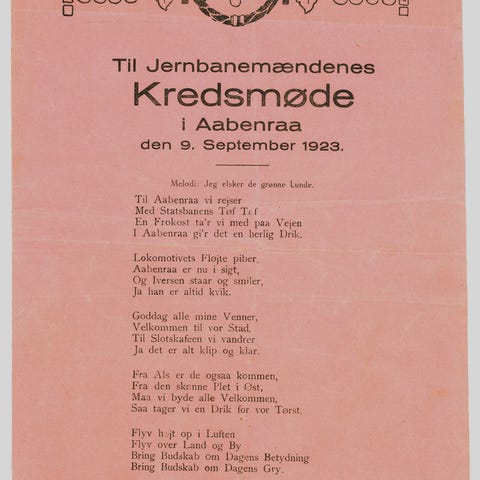 Til Jernbanemændenes
Kredsmøde
i Aabenraa
den 9. September 1923.
Melodi: Jeg elsker de grønne Lunde.
Til Aabenraa vi rejser
Med Statsbanens Tøf Tøf
En Frokost ta'r vi med paa Vejen
I Aabenraa gi'r det en herlig Drik.
Lokomotivets Fløjte piber,
Aabenraa er nu i sigt,
Og Iversen staar og smiler,
Ja han er altid kvik.
Goddag alle mine Venner,
Velkommen til vor Stad,
Til Slotskafeen vi vandrer
Ja det er alt klip og klar.
Fra Als er de ogsaa kommen,
Fra den skønne Plet i Øst,
Maa vi byde alle Velkommen,
Saa tager vi en Drik for vor Tørst.
Flyv højt op i Luften
Flyv over Land og By
Bring Budskab om Dagens Betydning
Bring Budskab om Dagens Gry.